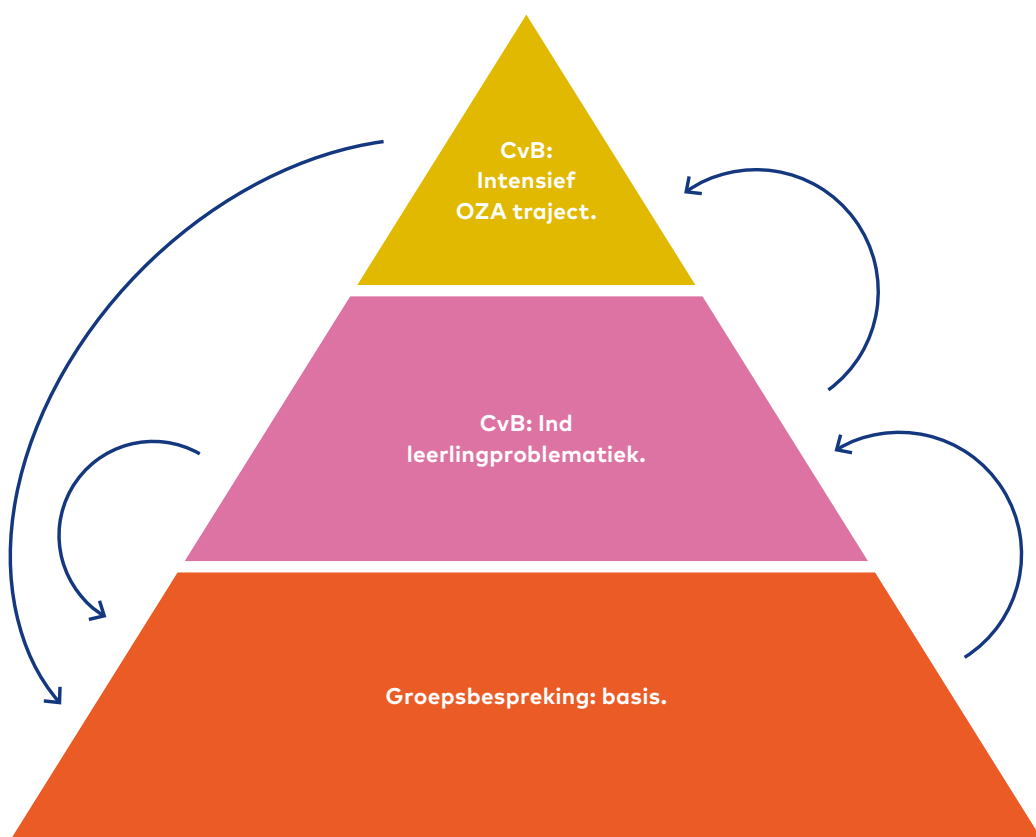 CvB:
Intensief
OZA traject.
CvB: Ind
leerlingproblematiek.
Groepsbespreking: basis.